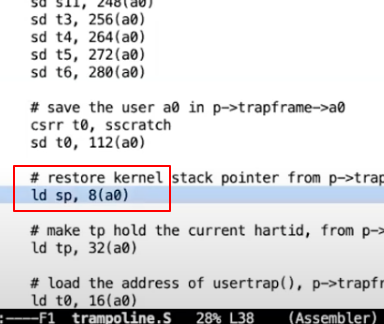 sd s11, 248(a0)
sd t3, 256(a0)
sd t4, 264(a0)
sd t5, 272(a0)
sd t6, 280(a0)
# save the user a0 in p->trapframe->a0
csrr t0, sscratch
sd t0, 112(a0)
# restore kernel stack pointer from p->trap
ld sp, 8(a0)
# make tp hold the current hartid, from p->
ld tp, 32(a0)
# load the address of usertrap(), p->trapfr
ld t0, 16(a0)
:----F1 trampoline.S 28% L38 (Assembler)